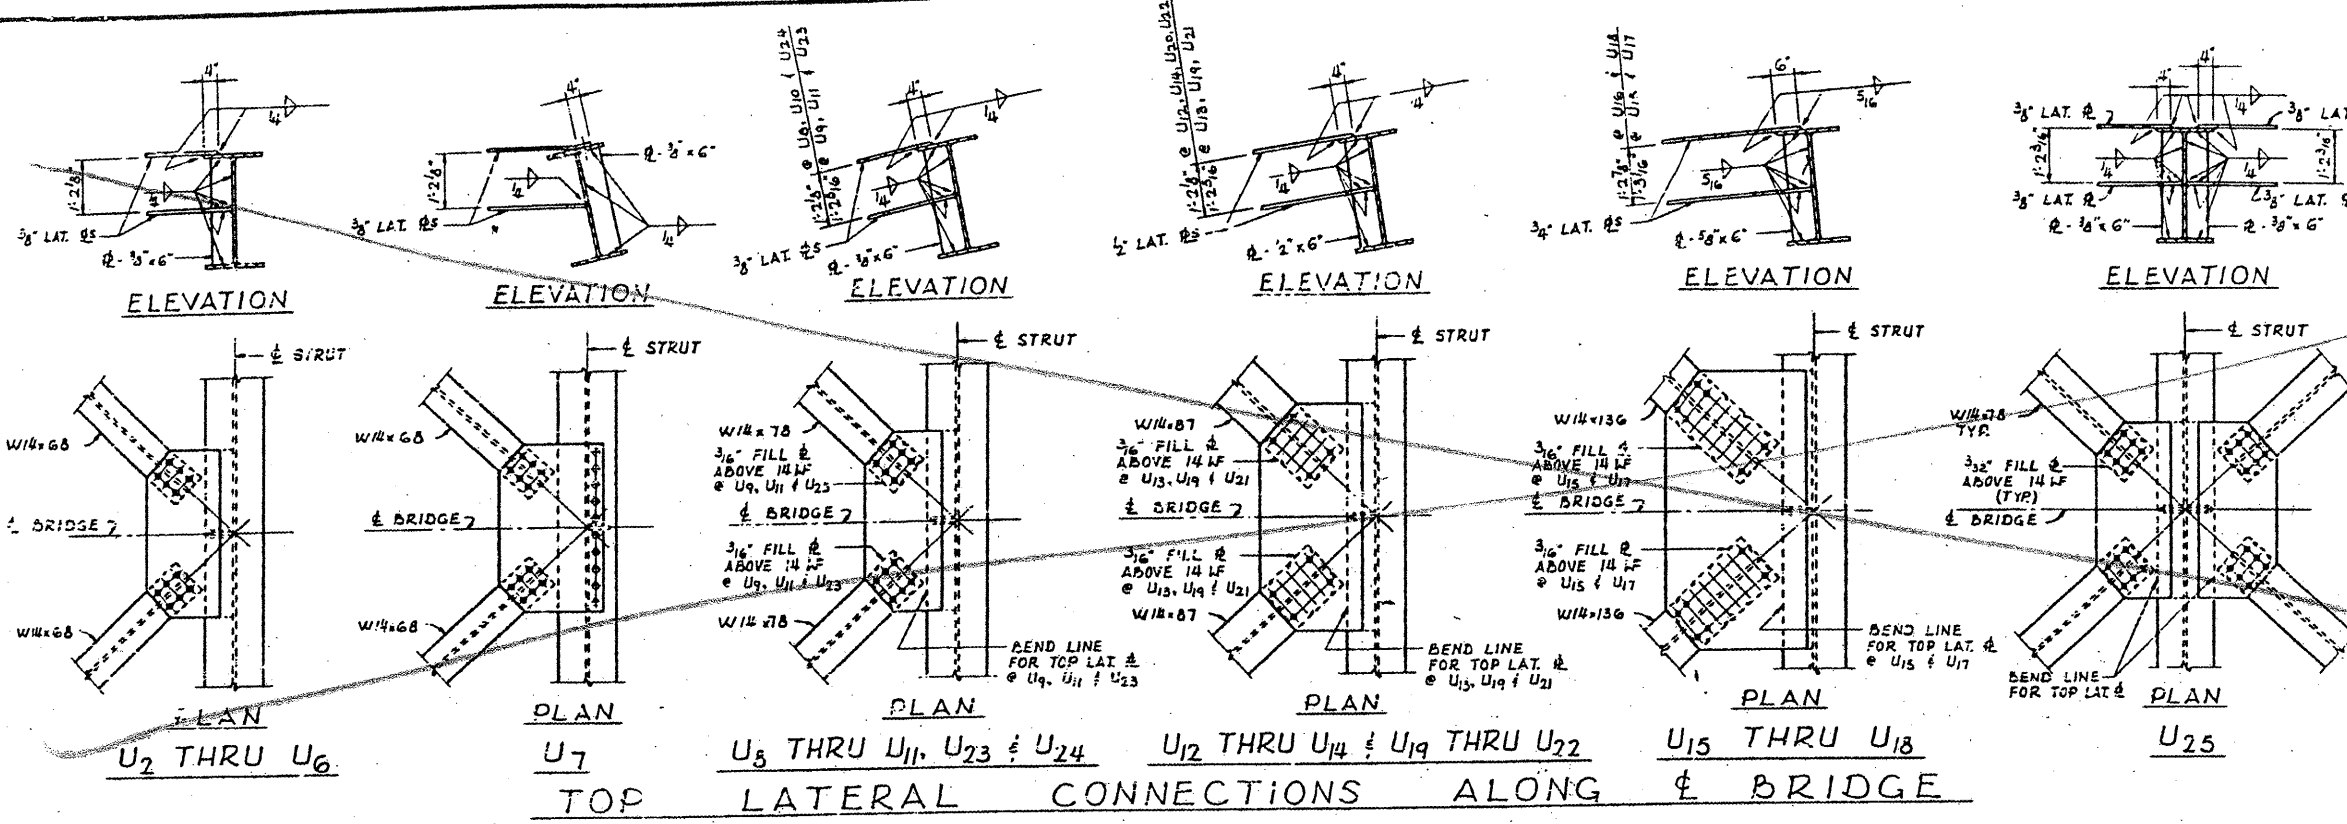 4"
1/4
1'-2 1/8"
1/4
3/8" LAT. PLS
PL - 3/8" x 6"
ELEVATION
℄ STRUT
W14x68
℄ BRIDGE
W14x68
PLAN
U2 THRU U6
4"
PL - 3/8" x 6"
1'-2 1/8"
1/4
3/8" LAT. PLS
1/4
ELEVATION
℄ STRUT
W14x68
℄ BRIDGE
W14x68
PLAN
U7
1'-2 1/8" @ U8, U10 & U24
1'-2 3/16" @ U9, U11 & U23
4"
1/4
1/4
3/8" LAT. PLS
PL - 3/8" x 6"
ELEVATION
℄ STRUT
W14x78
3/16" FILL PL
ABOVE 14 WF
@ U9, U11 & U23
℄ BRIDGE
3/16" FILL PL
ABOVE 14 WF
@ U9, U11 & U23
W14x78
BEND LINE
FOR TOP LAT. PL
@ U9, U11 & U23
PLAN
U8 THRU U11, U23 & U24
1'-2 1/8" @ U12, U14, U20, U22
1'-2 5/16" @ U13, U19, U21
4"
1/4
1/2" LAT. PLS
PL - 1/2" x 6"
ELEVATION
℄ STRUT
W14x87
3/16" FILL PL
ABOVE 14 WF
@ U13, U19 & U21
℄ BRIDGE
3/16" FILL PL
ABOVE 14 WF
@ U13, U19 & U21
W14x87
BEND LINE
FOR TOP LAT. PL
@ U13, U19 & U21
PLAN
U12 THRU U14 & U19 THRU U22
@ U16 & U18
@ U15 & U17
6"
5/16
5/16
3/4" LAT. PLS
PL - 5/8" x 6"
ELEVATION
℄ STRUT
W14x136
3/16" FILL PL
ABOVE 14 WF
@ U15 & U17
℄ BRIDGE
3/16" FILL PL
ABOVE 14 WF
@ U15 & U17
W14x136
BEND LINE
FOR TOP LAT. PL
@ U15 & U17
PLAN
U15 THRU U18
4"
4"
1/4
3/8" LAT. PL
3/8" LAT.
1'-2 3/16"
1'-2 3/16"
1/4
1/4
3/8" LAT. PL
3/8" LAT.
PL - 3/8" x 6"
PL - 3/8" x 6"
ELEVATION
℄ STRUT
W14x78
TYP.
3/32" FILL PL
ABOVE 14 WF
(TYP.)
℄ BRIDGE
BEND LINE
FOR TOP LAT. PL
PLAN
U25
TOP LATERAL CONNECTIONS ALONG ℄ BRIDGE